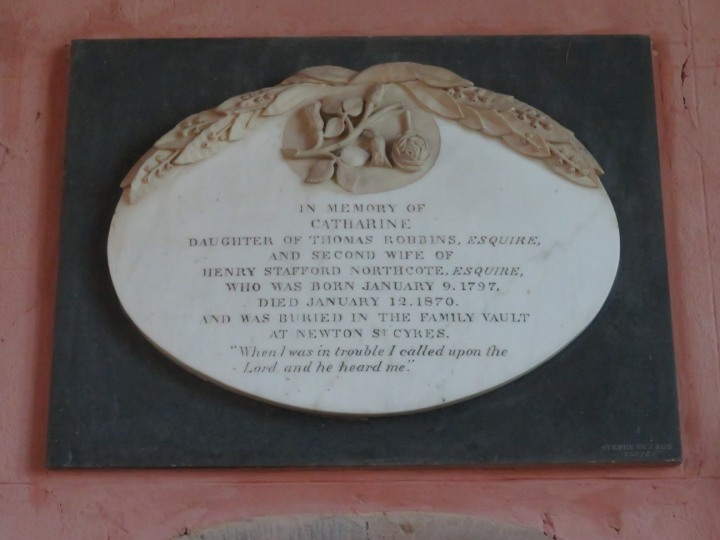 IN MEMORY OF
CATHARINE
DAUGHTER OF THOMAS ROBBINS, ESQUIRE,
AND SECOND WIFE OF
HENRY STAFFORD NORTHCOTE, ESQUIRE,
WHO WAS BORN JANUARY 9. 1797,
DIED JANUARY 12. 1870.
AND WAS BURIED IN THE FAMILY VAULT
AT NEWTON ST CYRES.
"When I was in trouble I called upon the
Lord and he heard me."